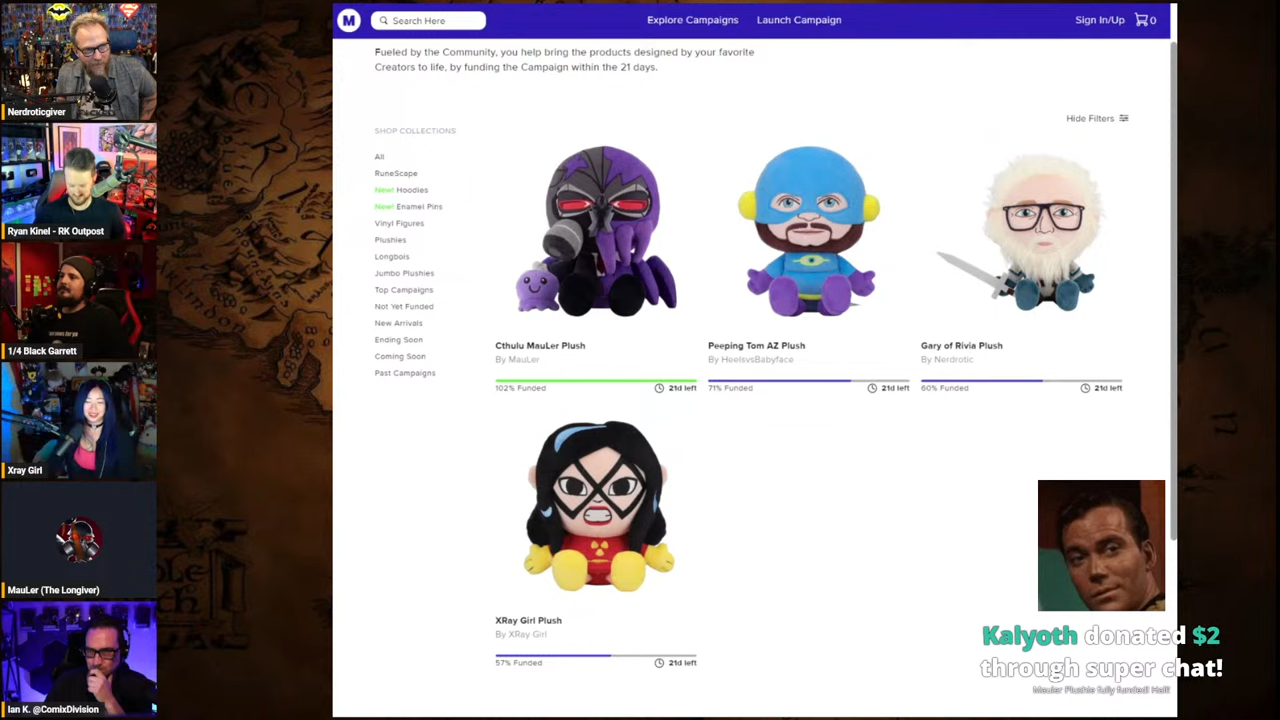 Nerdroticgiver
Ryan Kinel - RK Outpost
1/4 Black Garrett
Xray Girl
MauLer (The Longiver)
Ian K. @ComixDivision
M
Search Here
Explore Campaigns
Launch Campaign
Sign In/Up
0
Fueled by the Community, you help bring the products designed by your favorite
Creators to life, by funding the Campaign within the 21 days.
Hide Filters
SHOP COLLECTIONS
All
RuneScape
New! Hoodies
New! Enamel Pins
Vinyl Figures
Plushies
Longbois
Jumbo Plushies
Top Campaigns
Not Yet Funded
New Arrivals
Ending Soon
Coming Soon
Past Campaigns
Cthulu MauLer Plush
By MauLer
102% Funded
21d left
Peeping Tom AZ Plush
By HeelsvsBabyface
71% Funded
21d left
Gary of Rivia Plush
By Nerdrotic
60% Funded
21d left
XRay Girl Plush
By XRay Girl
57% Funded
21d left
Kalyoth donated $2
through super chat!
Mauler Plushie fully funded! Hail!